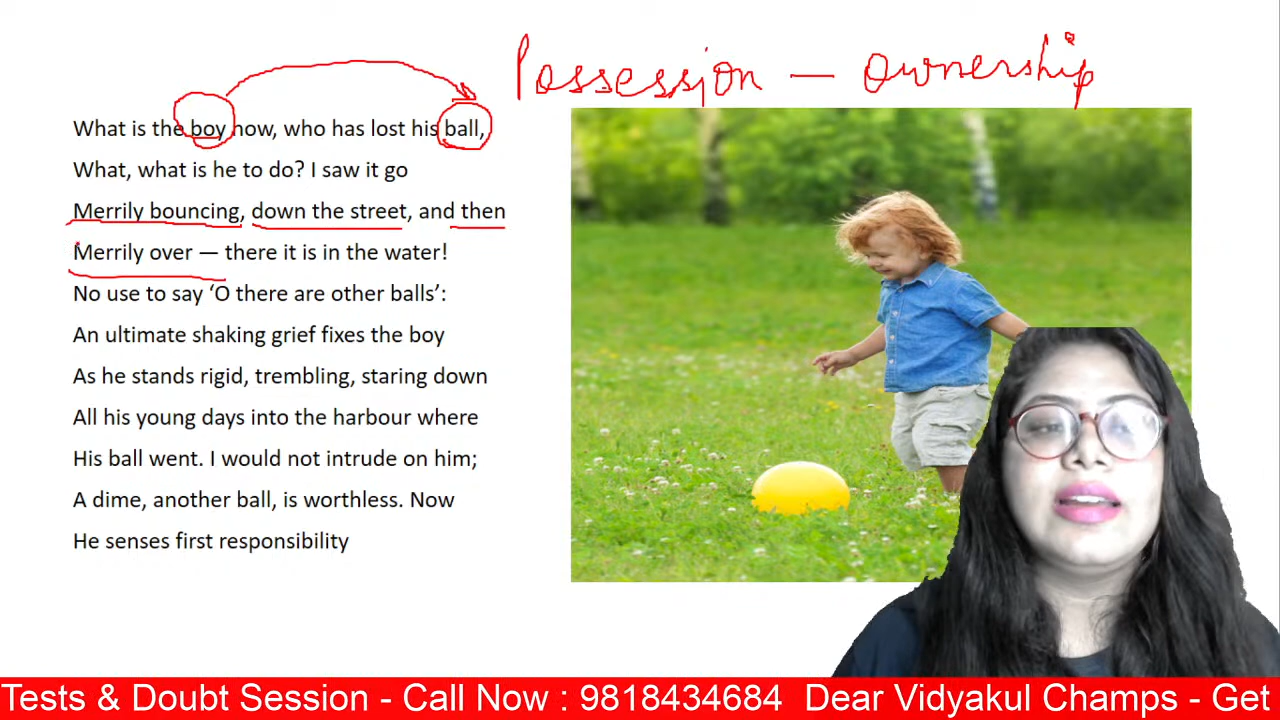 Possession — ownership
What is the boy now, who has lost his ball,
What, what is he to do? I saw it go
Merrily bouncing, down the street, and then
Merrily over — there it is in the water!
No use to say ‘O there are other balls’:
An ultimate shaking grief fixes the boy
As he stands rigid, trembling, staring down
All his young days into the harbour where
His ball went. I would not intrude on him;
A dime, another ball, is worthless. Now
He senses first responsibility
Tests & Doubt Session - Call Now : 9818434684 Dear Vidyakul Champs - Get